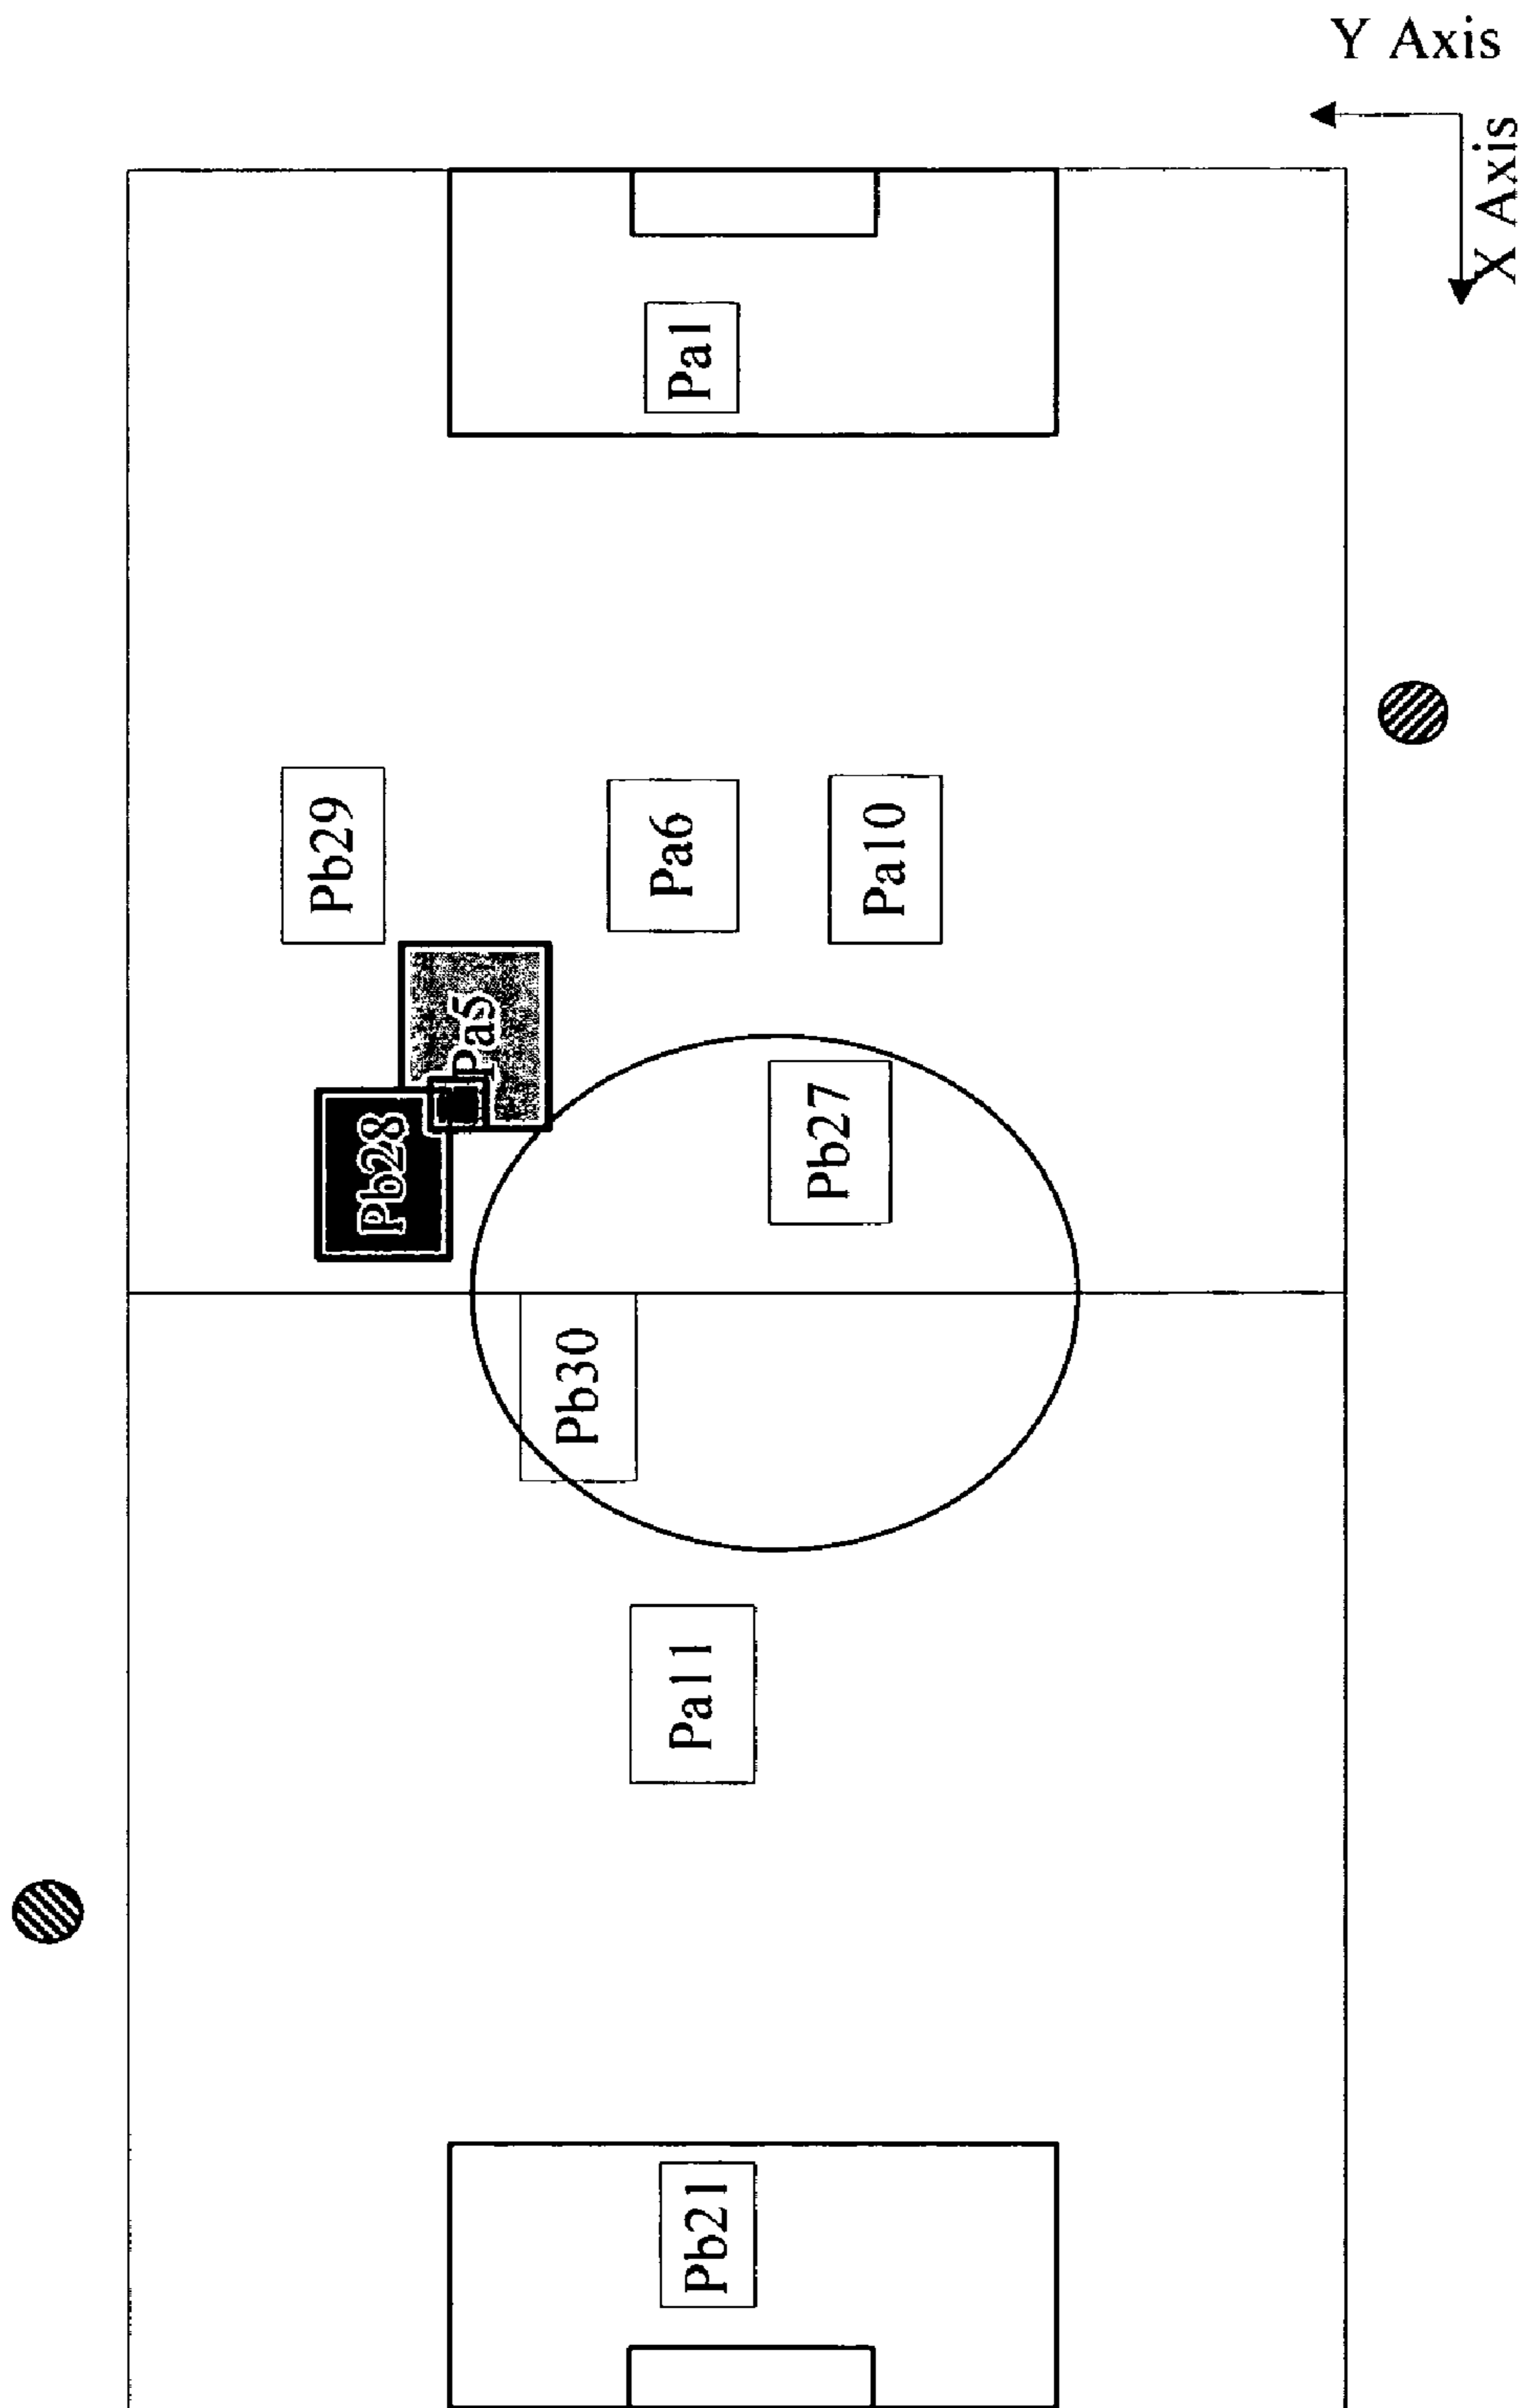 Y Axis
X Axis
Pa1
Pb29
Pa6
Pa10
Pa5
Pb28
Pb27
Pb30
Pa11
Pb21